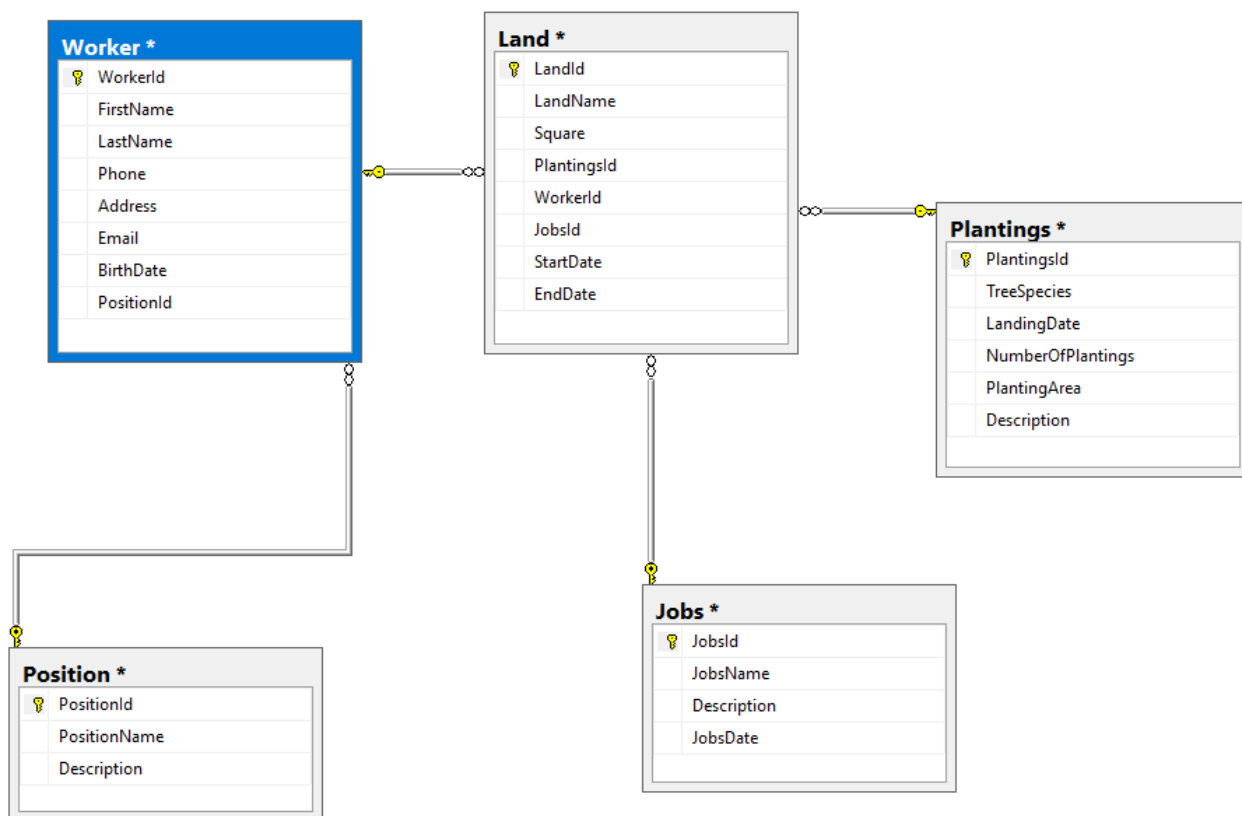 Worker *
WorkerId
FirstName
LastName
Phone
Address
Email
BirthDate
PositionId
Land *
LandId
LandName
Square
PlantingsId
WorkerId
JobsId
StartDate
EndDate
Plantings *
PlantingsId
TreeSpecies
LandingDate
NumberOfPlantings
PlantingArea
Description
Position *
PositionId
PositionName
Description
Jobs *
JobsId
JobsName
Description
JobsDate